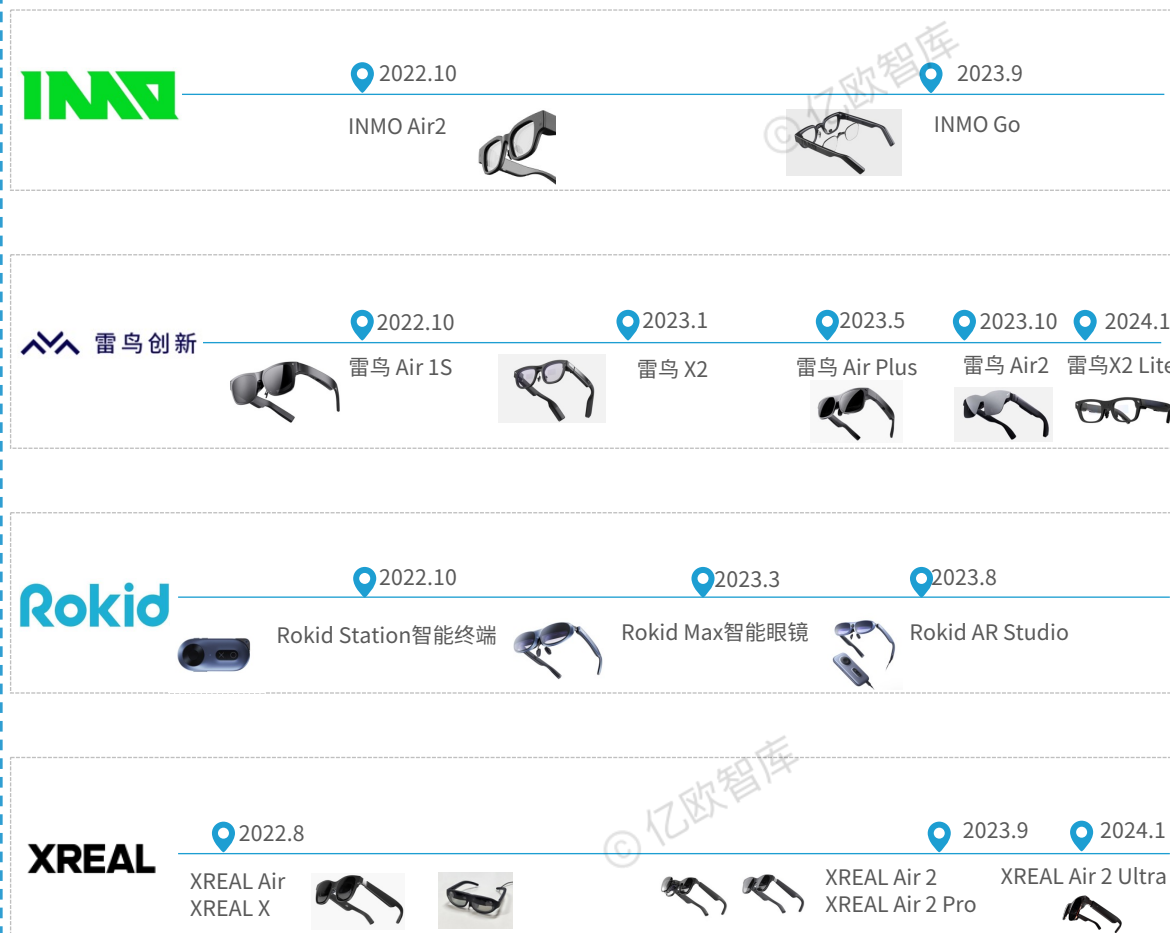 © 亿欧智库
INMO
2022.10
2023.9
INMO Air2
INMO Go
雷鸟创新
2022.10
2023.1
2023.5
2023.10
2024.1
雷鸟 Air 1S
雷鸟 X2
雷鸟 Air Plus
雷鸟 Air2
雷鸟X2 Lite
Rokid
2022.10
2023.3
2023.8
Rokid Station智能终端
Rokid Max智能眼镜
Rokid AR Studio
© 亿欧智库
XREAL
2022.8
2023.9
2024.1
XREAL Air
XREAL X
XREAL Air 2
XREAL Air 2 Pro
XREAL Air 2 Ultra